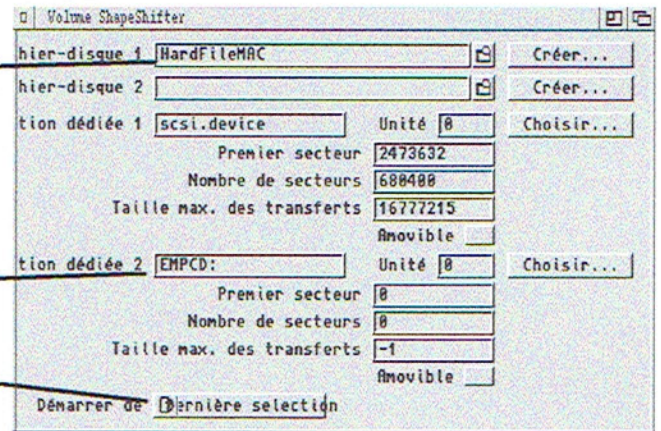 Volume ShapeShifter
hier-disque 1 HardFileMAC Créer...
hier-disque 2 Créer...
tion dédiée 1 scsi.device Unité 0 Choisir...
Premier secteur 2473632
Nombre de secteurs 680400
Taille max. des transferts 16777215
Amovible
tion dédiée 2 EMPCD: Unité 0 Choisir...
Premier secteur 0
Nombre de secteurs 0
Taille max. des transferts -1
Amovible
Démarrer de Dernière selection